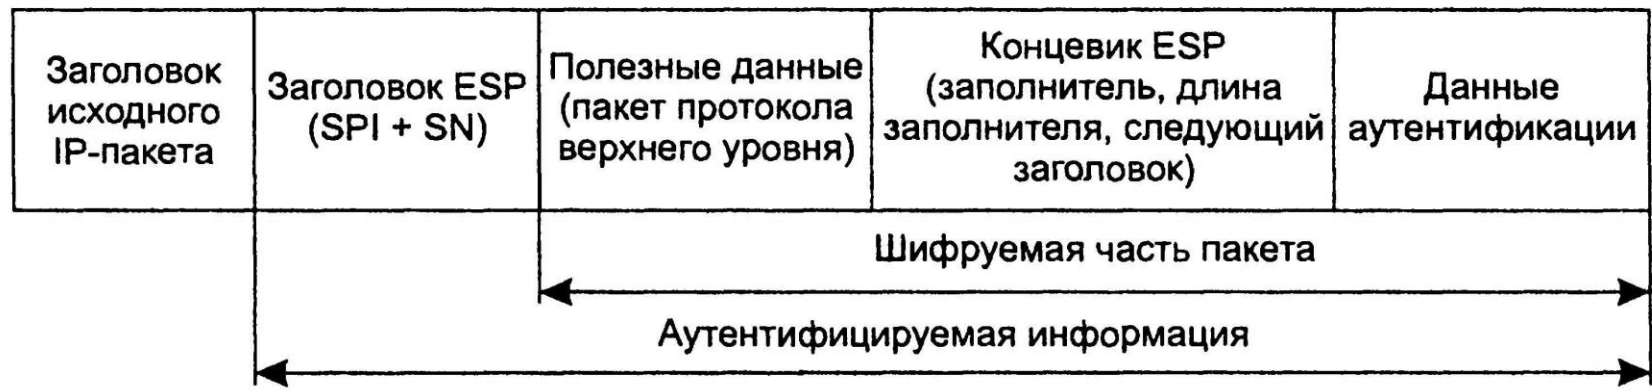 Заголовок
исходного
IP-пакета
Заголовок ESP
(SPI + SN)
Полезные данные
(пакет протокола
верхнего уровня)
Концевик ESP
(заполнитель, длина
заполнителя, следующий
заголовок)
Данные
аутентификации
Шифруемая часть пакета
Аутентифицируемая информация